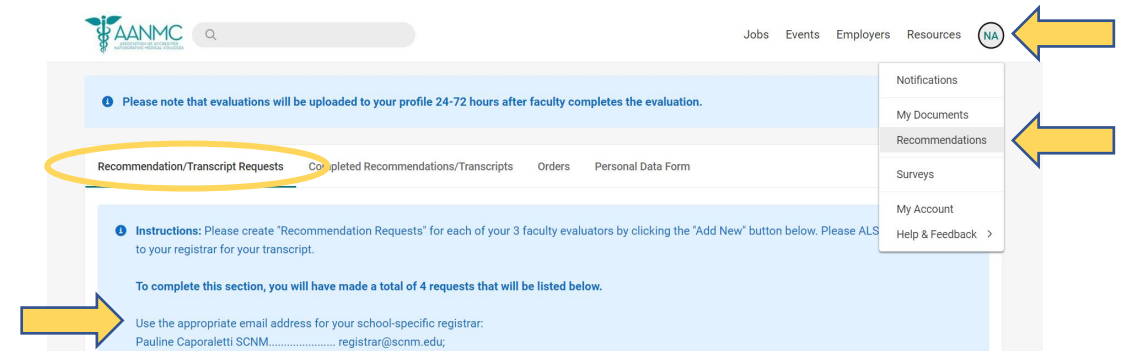 AANMC
ASSOCIATION OF ACCREDITED
NATUROPATHIC MEDICAL COLLEGES
Jobs Events Employers Resources NA
Notifications
My Documents
Recommendations
Surveys
My Account
Help & Feedback >
Please note that evaluations will be uploaded to your profile 24-72 hours after faculty completes the evaluation.
Recommendation/Transcript Requests Completed Recommendations/Transcripts Orders Personal Data Form
Instructions: Please create "Recommendation Requests" for each of your 3 faculty evaluators by clicking the "Add New" button below. Please ALS
to your registrar for your transcript.
To complete this section, you will have made a total of 4 requests that will be listed below.
Use the appropriate email address for your school-specific registrar:
Pauline Caporaletti SCNM...................... registrar@scnm.edu;